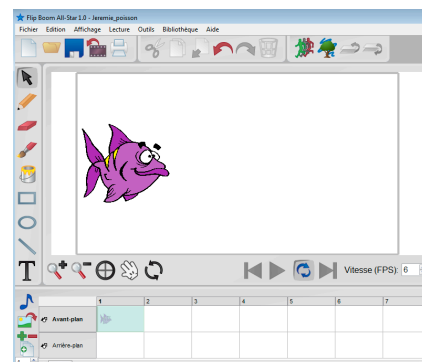 Flip Boom All-Star 1.0 - Jeremie_poisson
Fichier Edition Affichage Lecture Outils Bibliothèque Aide
T
Vitesse (FPS): 6
1 2 3 4 5 6 7
Avant-plan
Arrière-plan